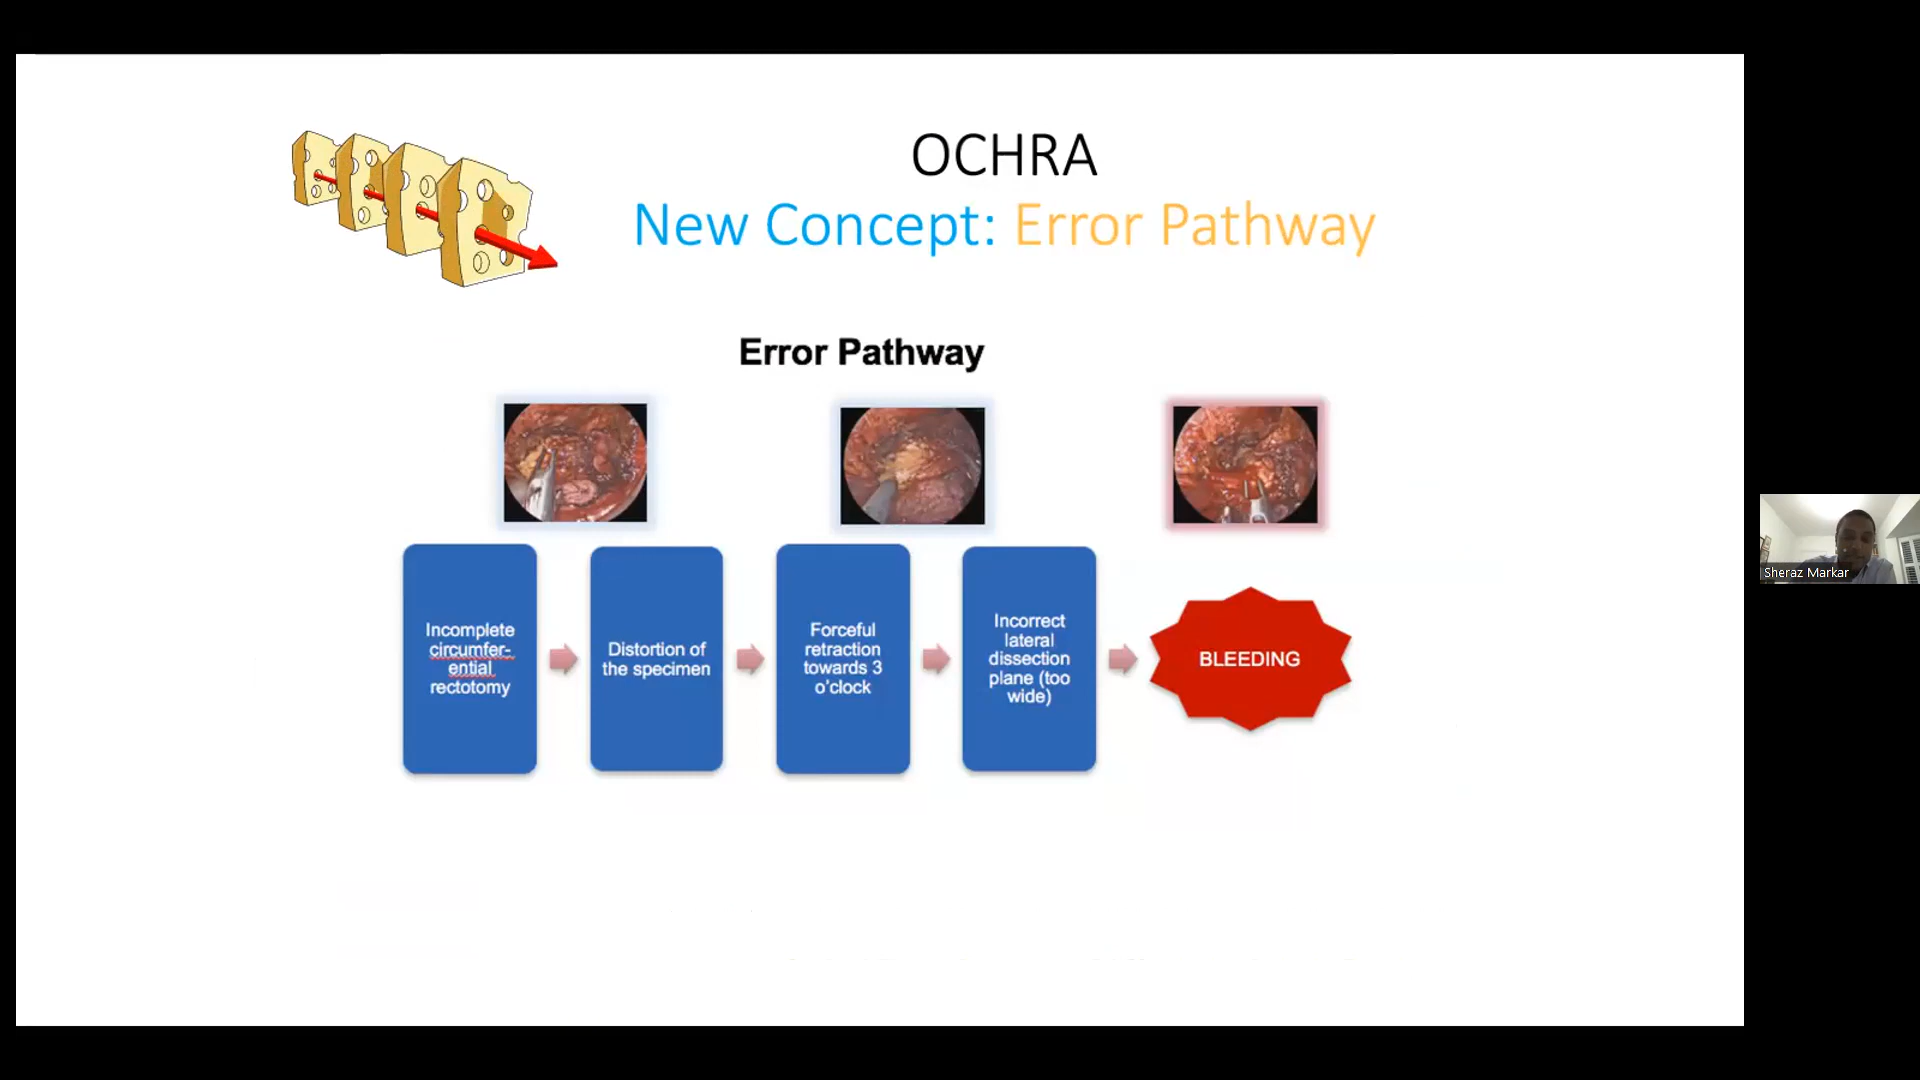 OCHRA
New Concept: Error Pathway
Error Pathway
Incomplete
circumfer-
ential
rectotomy
Distortion of
the specimen
Forceful
retraction
towards 3
o'clock
Incorrect
lateral
dissection
plane (too
wide)
BLEEDING
Sheraz Markar